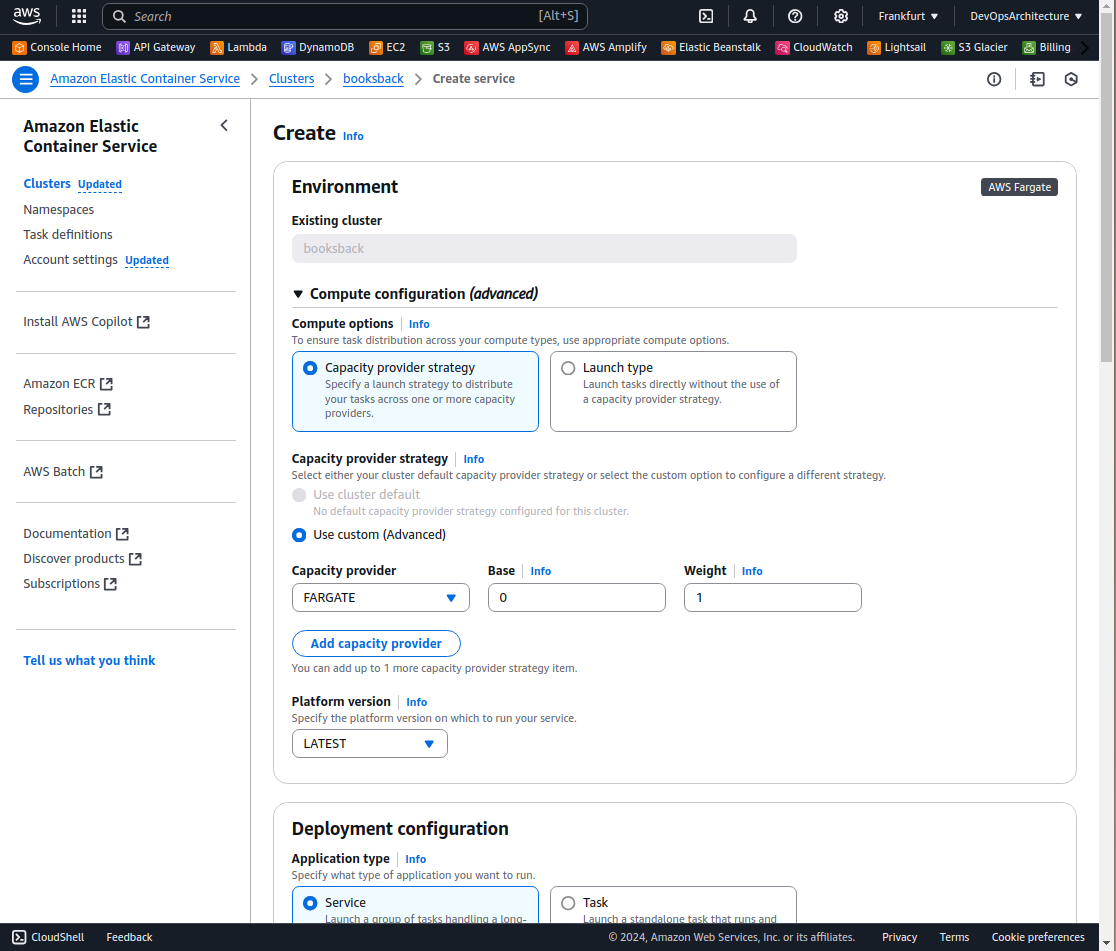 aws
Search [Alt+S] Frankfurt DevOpsArchitecture
Console Home API Gateway Lambda DynamoDB EC2 S3 AWS AppSync AWS Amplify Elastic Beanstalk CloudWatch Lightsail S3 Glacier Billing
Amazon Elastic Container Service Clusters booksback Create service
Amazon Elastic
Container Service
Clusters Updated
Namespaces
Task definitions
Account settings Updated
Install AWS Copilot
Amazon ECR
Repositories
AWS Batch
Documentation
Discover products
Subscriptions
Tell us what you think
Create Info
Environment AWS Fargate
Existing cluster
booksback
Compute configuration (advanced)
Compute options Info
To ensure task distribution across your compute types, use appropriate compute options.
Capacity provider strategy
Specify a launch strategy to distribute
your tasks across one or more capacity
providers.
Launch type
Launch tasks directly without the use of
a capacity provider strategy.
Capacity provider strategy Info
Select either your cluster default capacity provider strategy or select the custom option to configure a different strategy.
Use cluster default
No default capacity provider strategy configured for this cluster.
Use custom (Advanced)
Capacity provider Base Info Weight Info
FARGATE 0 1
Add capacity provider
You can add up to 1 more capacity provider strategy item.
Platform version Info
Specify the platform version on which to run your service.
LATEST
Deployment configuration
Application type Info
Specify what type of application you want to run.
Service
Launch a group of tasks handling a long-
Task
Launch a standalone task that runs and
CloudShell Feedback © 2024, Amazon Web Services, Inc. or its affiliates. Privacy Terms Cookie preferences